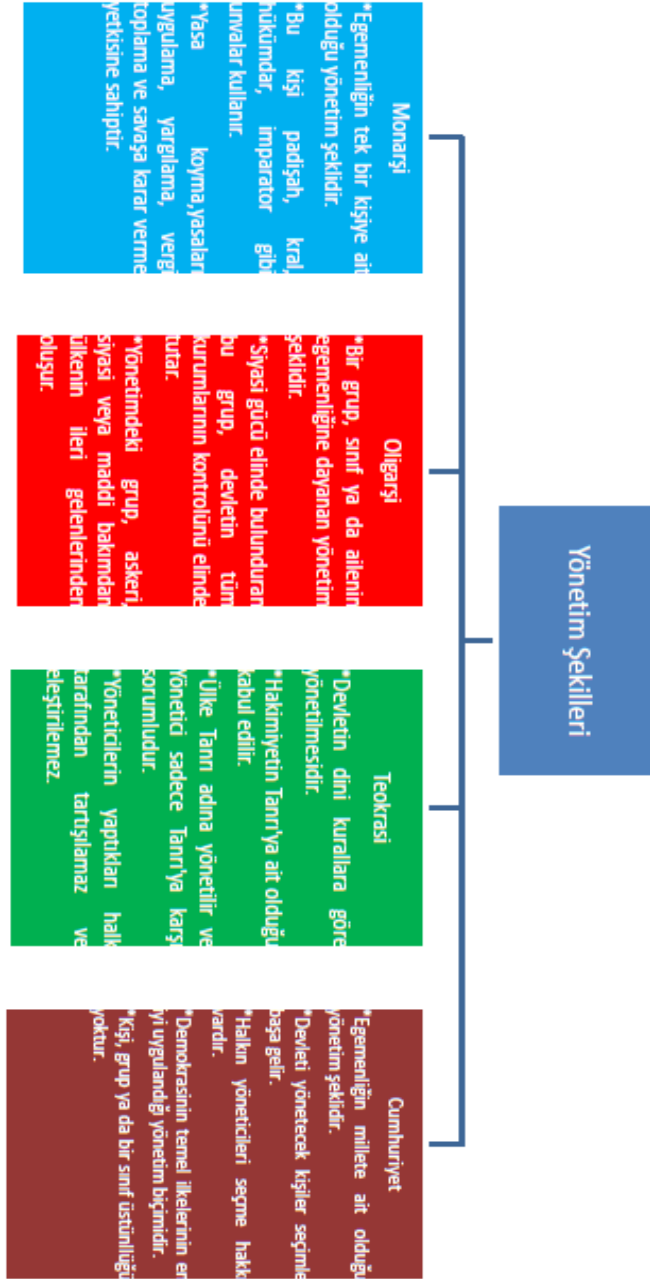 Yönetim Şekilleri
Monarşi
*Egemenliğin tek bir kişiye ait
olduğu yönetim şeklidir.
*Bu kişi padişah, kral,
hükümdar, imparator gibi
unvalar kullanır.
*Yasa koyma,yasaları
uygulama, yargılama, vergi
toplama ve savaşa karar verme
yetkisine sahiptir.
Oligarşi
*Bir grup, sınıf ya da ailenin
egemenliğine dayanan yönetim
şeklidir.
*Siyasi gücü elinde bulunduran
bu grup, devletin tüm
kurumlarının kontrolünü elinde
tutar.
*Yönetimdeki grup, askeri,
siyasi veya maddi bakımdan
ülkenin ileri gelenlerinden
oluşur.
Teokrasi
*Devletin dini kurallara göre
yönetilmesidir.
*Hakimiyetin Tanrı'ya ait olduğu
kabul edilir.
*Ülke Tanrı adına yönetilir ve
Yönetici sadece Tanrı'ya karşı
sorumludur.
*Yöneticilerin yaptıkları halk
tarafından tartışılamaz ve
eleştirilemez.
Cumhuriyet
*Egemenliğin millete ait olduğu
yönetim şeklidir.
*Devleti yönetecek kişiler seçimle
başa gelir.
*Halkın yöneticileri seçme hakkı
vardır.
*Demokrasinin temel ilkelerinin en
iyi uygulandığı yönetim biçimidir.
*Kişi, grup ya da bir sınıf üstünllüğü
yoktur.